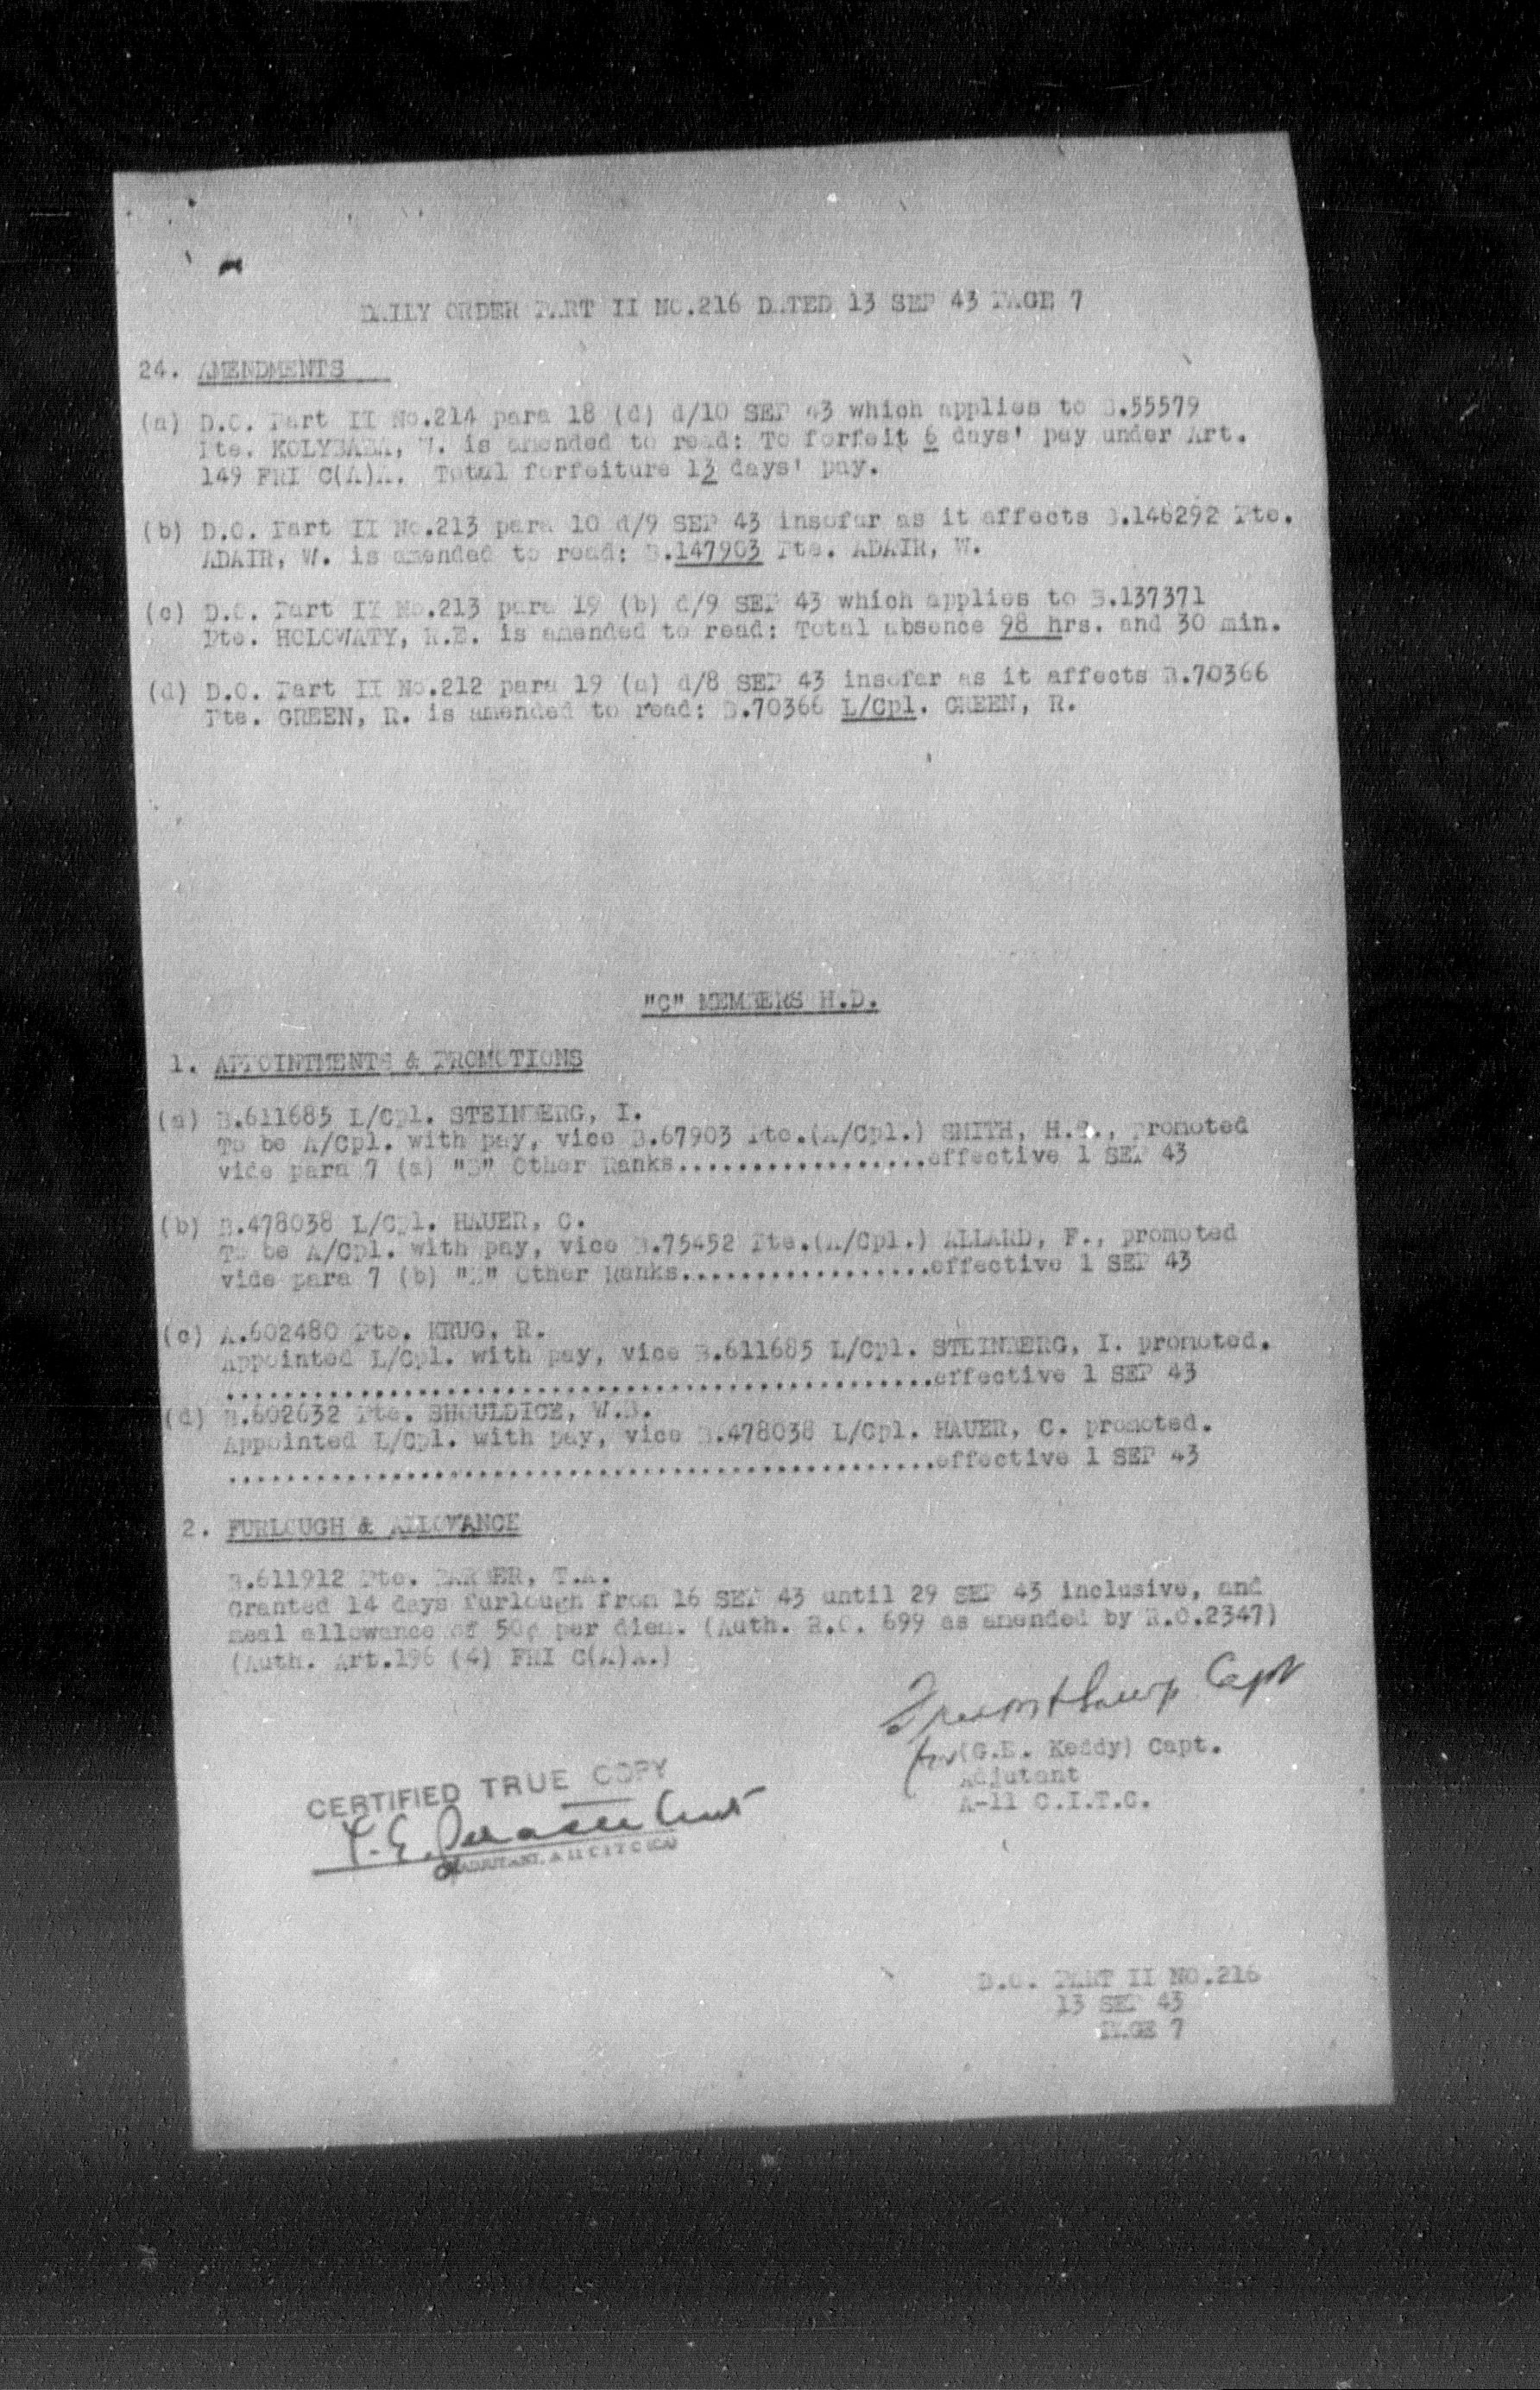 DAILY ORDER PART II NO.216 DATED 13 SEP 43 PAGE 7
24. AMENDMENTS
(a) D.O. Part II No.214 para 18 (d) d/10 SEP 43 which applies to B.55579
Pte. KOLYBABA, W. is amended to read: To forfeit 6 days' pay under Art.
149 FRI C(A)A. Total forfeiture 13 days' pay.
(b) D.O. Part II No.213 para 10 d/9 SEP 43 insofar as it affects B.146292 Pte.
ADAIR, W. is amended to read: B.147903 Pte. ADAIR, W.
(c) D.O. Part II No.213 para 19 (b) d/9 SEP 43 which applies to B.137371
Pte. HOLOWATY, R.E. is amended to read: Total absence 98 hrs. and 30 min.
(d) D.O. Part II No.212 para 19 (a) d/8 SEP 43 insofar as it affects B.70366
Pte. GREEN, R. is amended to read: B.70366 L/Cpl. GREEN, R.
"C" MEMBERS H.D.
1. APPOINTMENTS & PROMOTIONS
(a) B.611685 L/Cpl. STEINBERG, I.
To be A/Cpl. with pay, vice B.67903 Pte.(A/Cpl.) SMITH, promoted
vide para 7 (a) "B" Other Ranks..................effective 1 SEP 43
(b) B.478038 L/Cpl. HAUER, C.
To be A/Cpl. with pay, vice B.75452 Pte.(A/Cpl.) ALLARD, F., promoted
vide para 7 (b) "B" Other Ranks..................effective 1 SEP 43
(c) A.602480 Pte. KRUG, R.
Appointed L/Cpl. with pay, vice B.611685 L/Cpl. STEINBERG, I. promoted.
..................................................effective 1 SEP 43
(d) B.602632 Pte. SHOULDICE, W.B.
Appointed L/Cpl. with pay, vice B.478038 L/Cpl. HAUER, C. promoted.
..................................................effective 1 SEP 43
2. FURLOUGH & ALLOWANCE
B.611912 Pte. T.A.
Granted 14 days furlough from 16 SEP 43 until 29 SEP 43 inclusive, and
meal allowance of 50¢ per diem. (Auth. R.O. 699 as amended by R.O.2347)
(Auth. Art.196 (4) FRI C(A)A.)
Capt
for (G.E. Keddy) Capt.
Adjutant
A-11 C.I.T.C.
CERTIFIED TRUE COPY
ADJUTANT, A 11 C I T C (CA)
D.O. PART II NO.216
13 SEP 43
PAGE 7